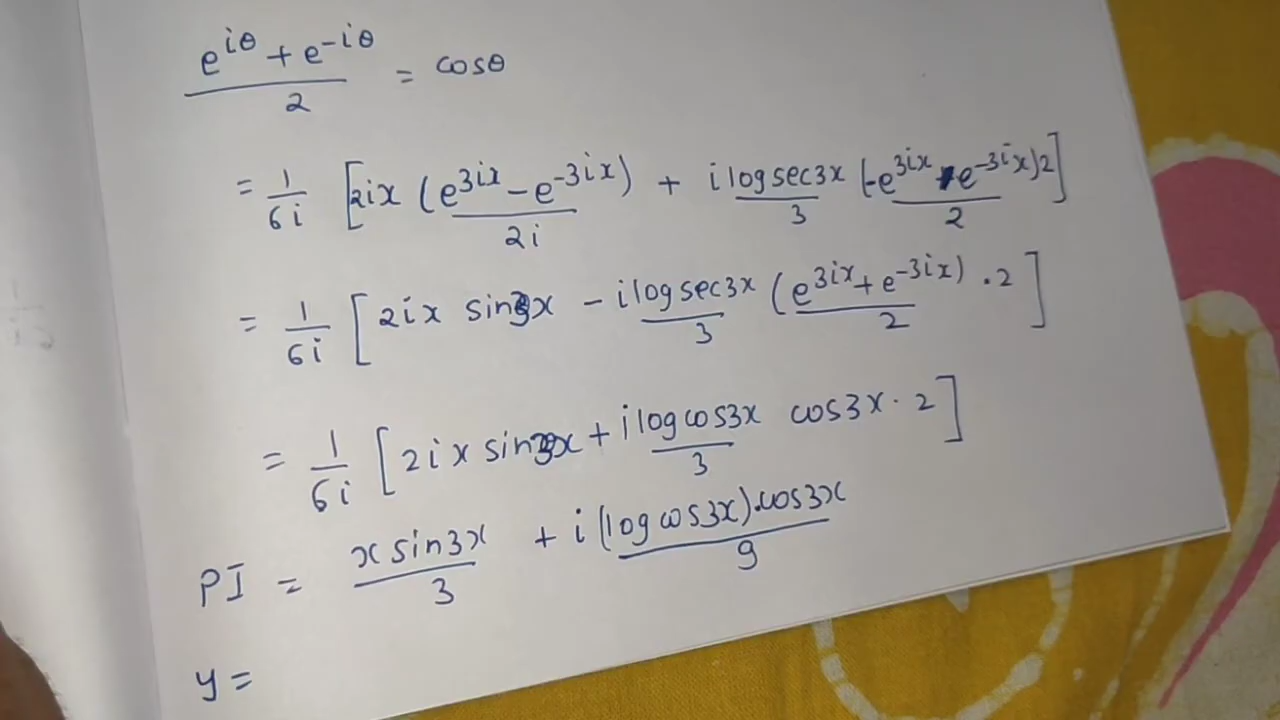 (e^{iθ} + e^{-iθ})/2 = cosθ
= 1/6i [2ix (e^{3ix} - e^{-3ix})/2i + i log sec3x/3 (-e^{3ix} - e^{-3ix})2/2]
= 1/6i [2ix sin3x - i log sec3x/3 (e^{3ix} + e^{-3ix})/2 · 2]
= 1/6i [2ix sin3x + i log cos3x/3 cos3x · 2]
PI = x sin3x/3 + i (log cos3x).cos3x/9
y =